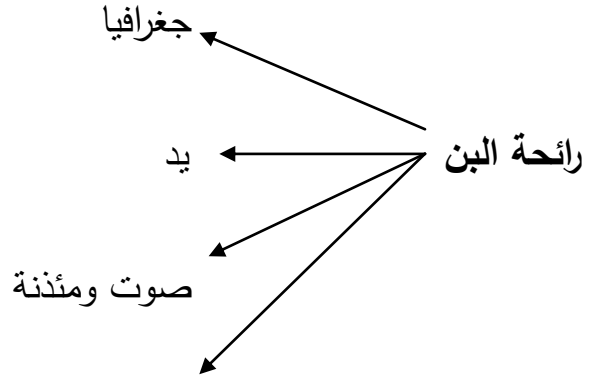 جغرافيا
رائحة البن
يد
صوت ومئذنة